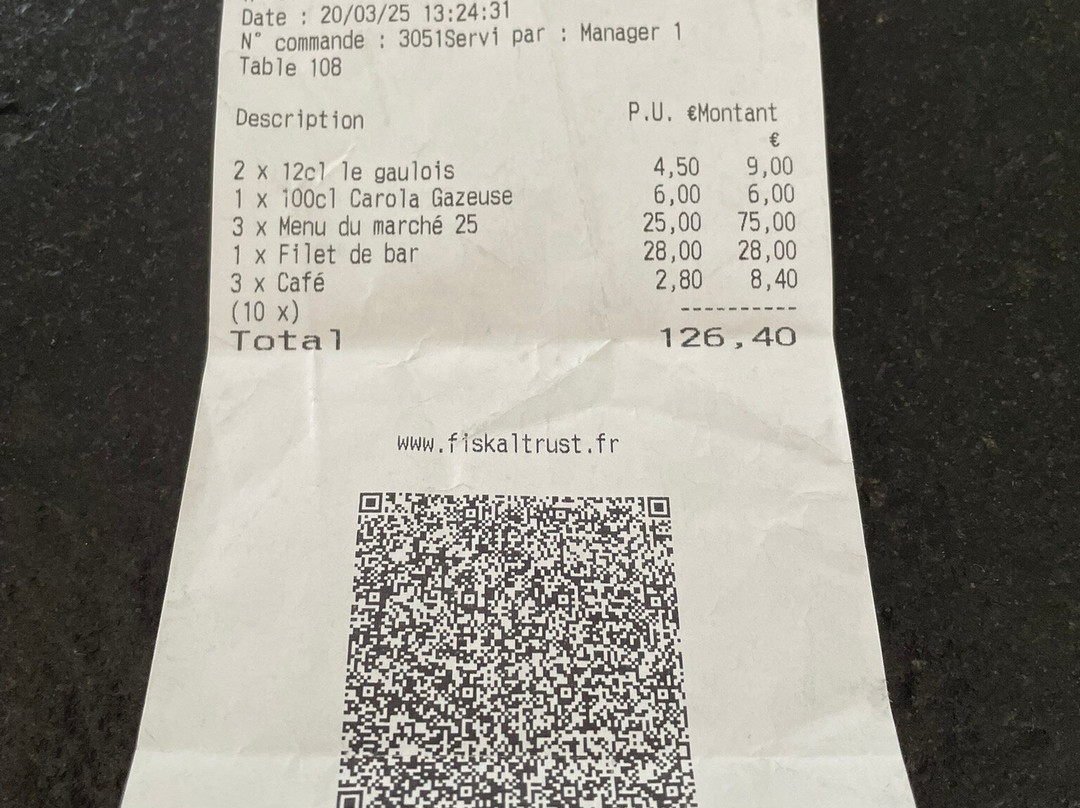 Date : 20/03/25 13:24:31
N° commande : 3051Servi par : Manager 1
Table 108
Description P.U. €Montant
€
2 x 12cl le gaulois 4,50 9,00
1 x 100cl Carola Gazeuse 6,00 6,00
3 x Menu du marché 25 25,00 75,00
1 x Filet de bar 28,00 28,00
3 x Café 2,80 8,40
(10 x) ----------
Total 126,40
www.fiskaltrust.fr